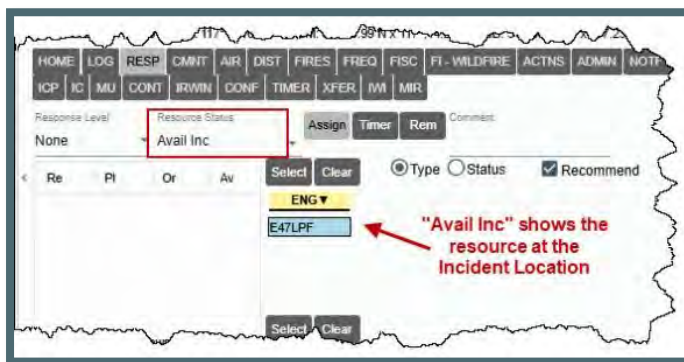 HOME LOG RESP CMNT AIR DIST FIRES FREQ FISC FI - WILDFIRE ACTNS ADMIN
ICP IC MU CONT IRWIN CONF TIMER XFER IWI MIR
Response Level Resource Status Comment
None Avail Inc Assign Timer Rem
Re Pl Or Av Select Clear Type Status Recommend
ENG▼
E47LPF
"Avail Inc" shows the
resource at the
Incident Location
Select Clear